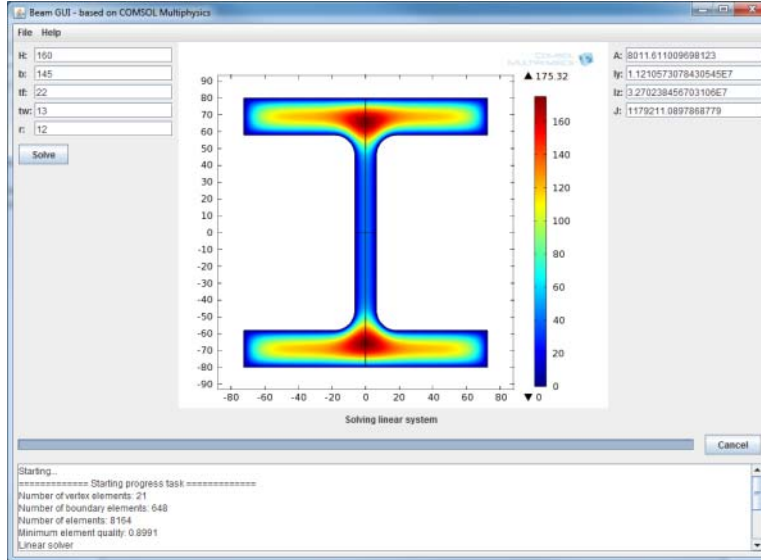 Beam GUI - based on COMSOL Multiphysics
File Help
H: 160
b: 145
tf: 22
tw: 13
r: 12
Solve
COMSOL
MULTIPHYSICS
▲ 175.32
90
80
70
60
50
40
30
20
10
0
-10
-20
-30
-40
-50
-60
-70
-80
-90
-80 -60 -40 -20 0 20 40 60 80
160
140
120
100
80
60
40
20
0
▼ 0
A: 8011.611009698123
Iy: 1.1210573078430545E7
Iz: 3.270238456703106E7
J: 1179211.0897868779
Solving linear system
Cancel
Starting...
============= Starting progress task =============
Number of vertex elements: 21
Number of boundary elements: 648
Number of elements: 8164
Minimum element quality: 0.8991
Linear solver